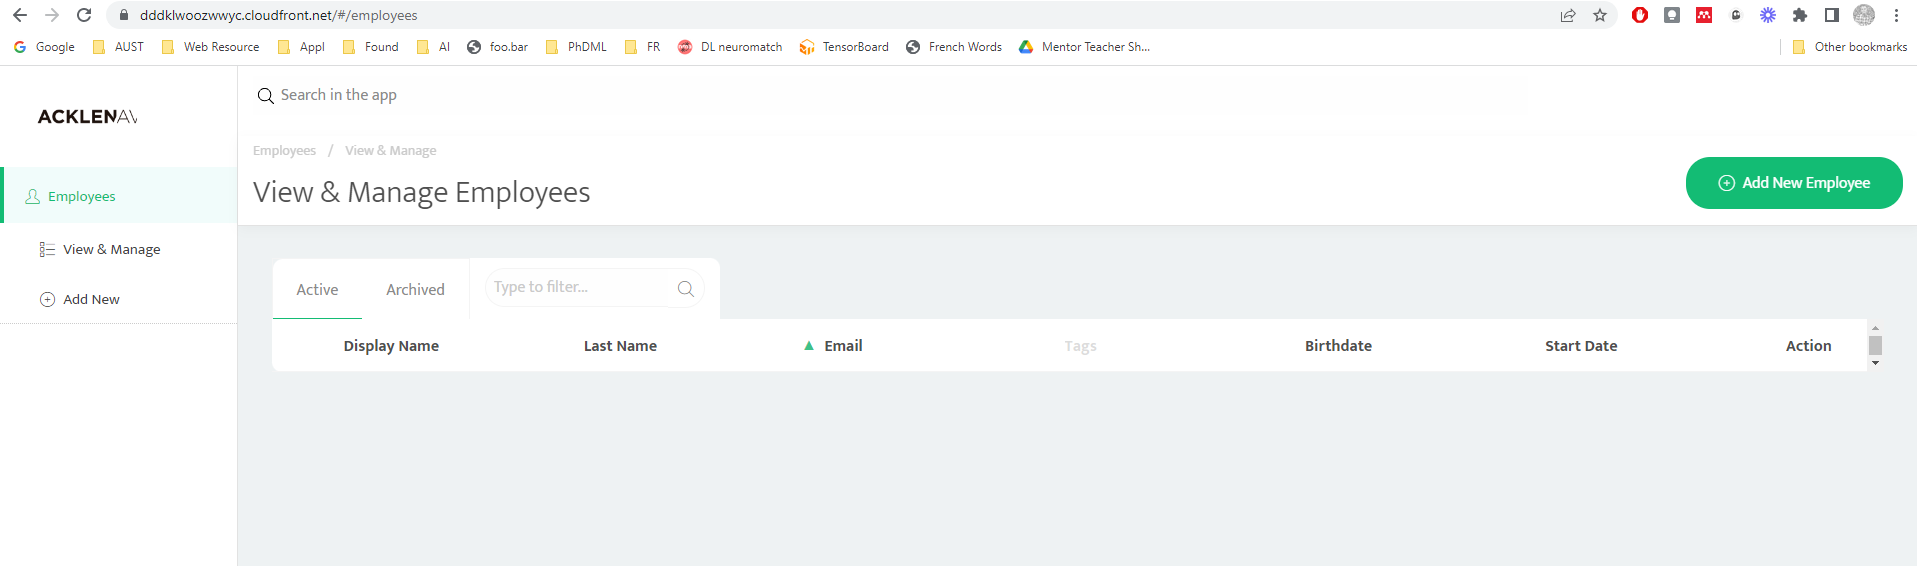 dddklwoozwwyc.cloudfront.net/#/employees
Google AUST Web Resource Appl Found AI foo.bar PhDML FR DL neuromatch TensorBoard French Words Mentor Teacher Sh... Other bookmarks
Search in the app
ACKLENAV
Employees / View & Manage
View & Manage Employees
Add New Employee
Employees
View & Manage
Add New
Active Archived Type to filter...
Display Name Last Name Email Tags Birthdate Start Date Action